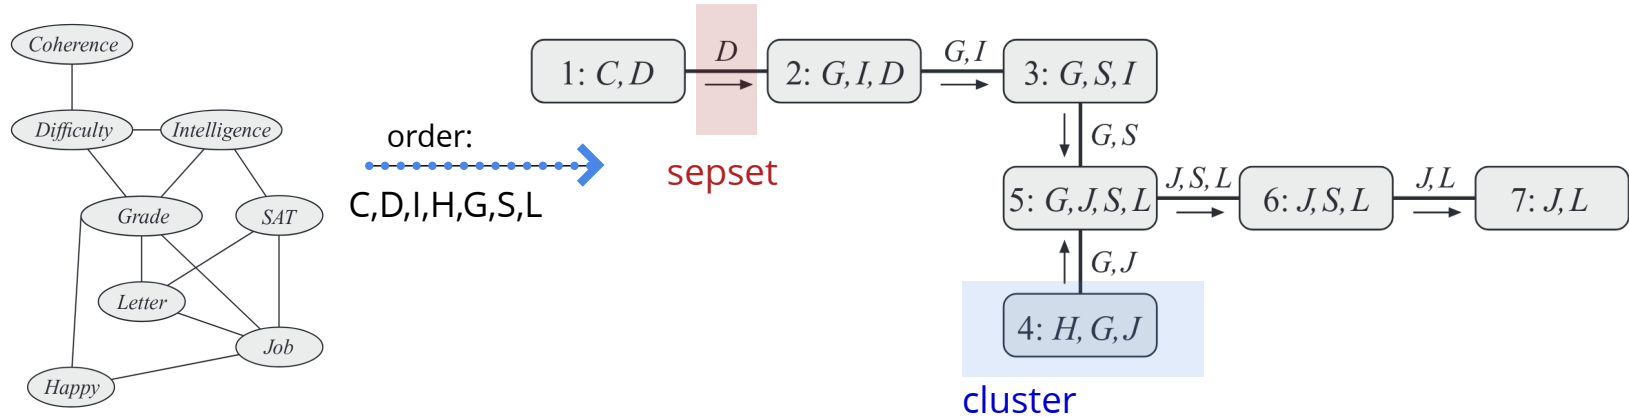 Coherence
Difficulty
Intelligence
Grade
SAT
Letter
Job
Happy
order:
C,D,I,H,G,S,L
1: C,D
D
2: G,I,D
G,I
3: G,S,I
G,S
5: G,J,S,L
J,S,L
6: J,S,L
J,L
7: J,L
G,J
4: H,G,J
sepset
cluster